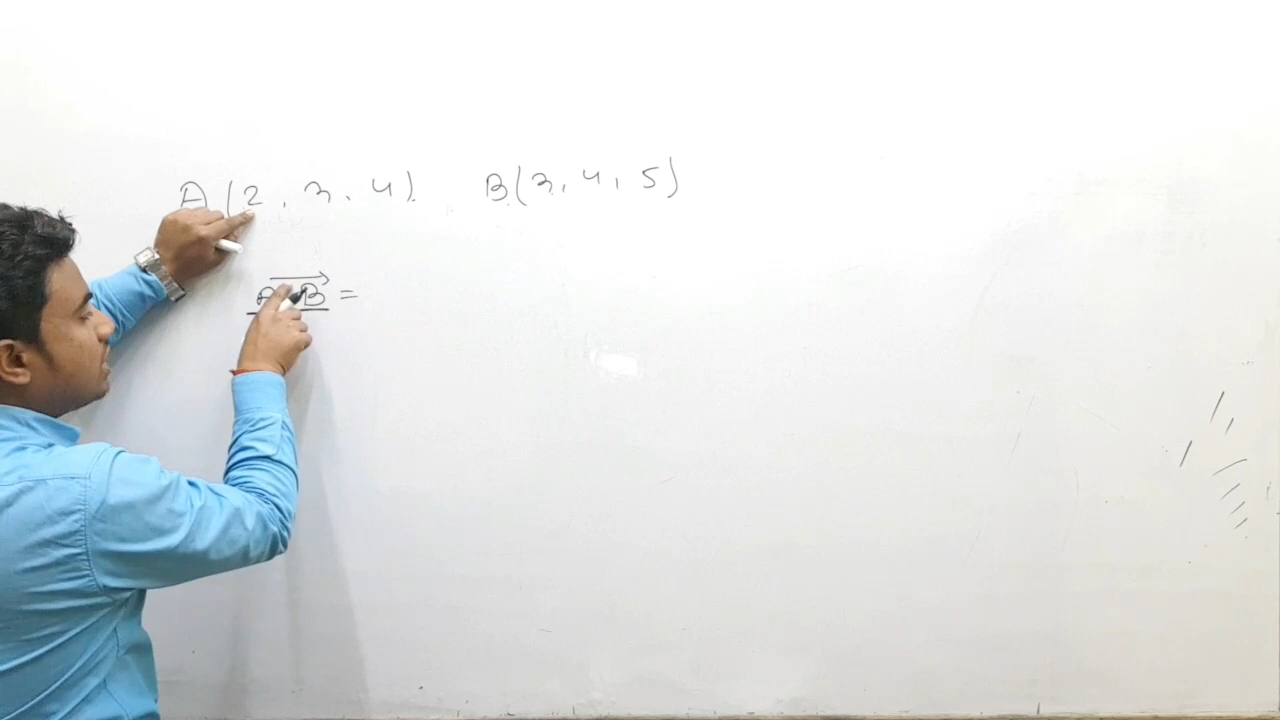 A (2, 3, 4) B(3, 4, 5)
AB =